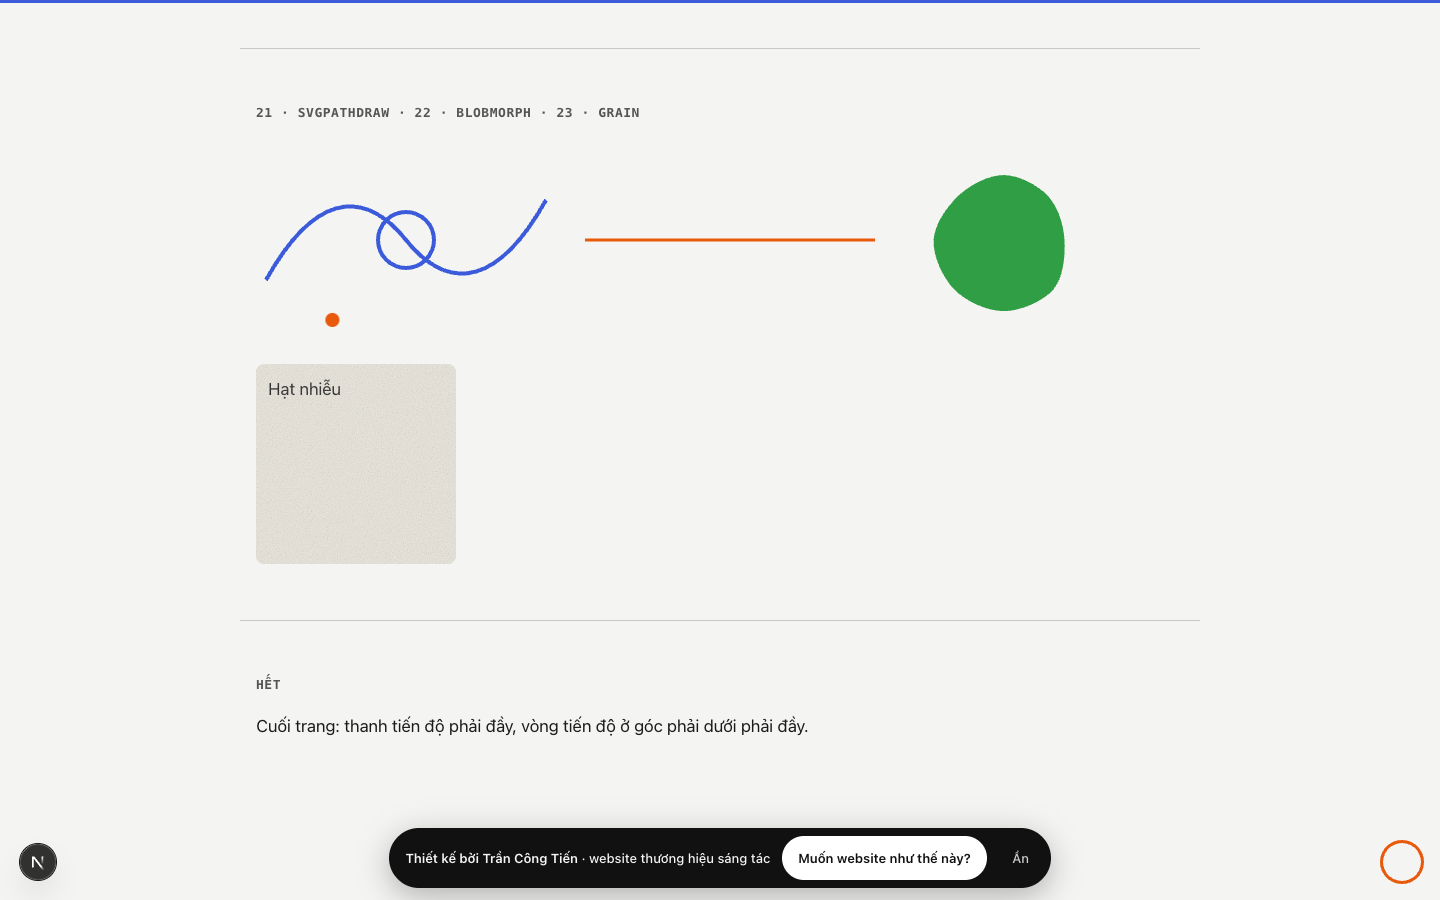 21 · SVGPATHDRAW · 22 · BLOBMORPH · 23 · GRAIN
Hạt nhiễu
HẾT
Cuối trang: thanh tiến độ phải đầy, vòng tiến độ ở góc phải dưới phải đầy.
N
Thiết kế bởi Trần Công Tiến · website thương hiệu sáng tác
Muốn website như thế này?
Ẩn